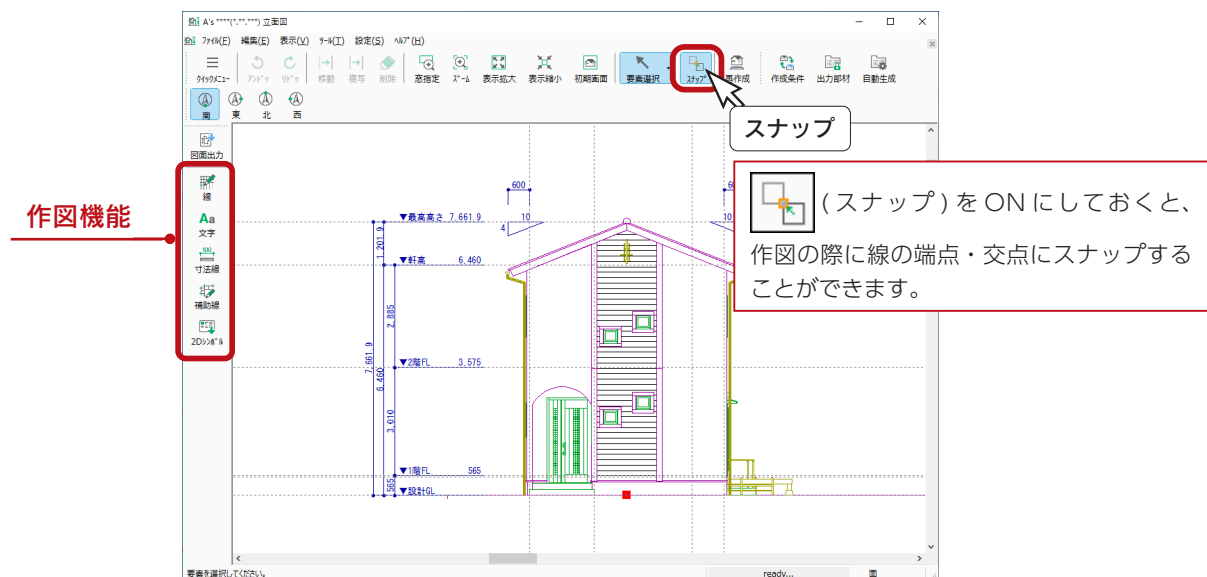 A's ****(*.**.***) 立面図
ﾌｧｲﾙ(F) 編集(E) 表示(V) ﾂｰﾙ(T) 設定(S) ﾍﾙﾌﾟ(H)
ｸｲｯｸﾒﾆｭｰ ｱﾝﾄﾞｩ ﾘﾄﾞｩ 移動 複写 削除 窓指定 ｽﾞｰﾑ 表示拡大 表示縮小 初期画面 要素選択 ｽﾅｯﾌﾟ 再作成 作成条件 出力部材 自動生成
南 東 北 西
スナップ
図面出力
作図機能
線
Aa
文字
100
寸法線
補助線
2Dｼﾝﾎﾞﾙ
(スナップ)をONにしておくと、
作図の際に線の端点・交点にスナップする
ことができます。
600
▼最高高さ 7,661.9
10
4
10
1,201.9
▼軒高 6,460
2,885
7,661.9
▼2階FL 3,575
6,460
3,010
▼1階FL 565
565
▼設計GL
要素を選択してください。
ready...
面